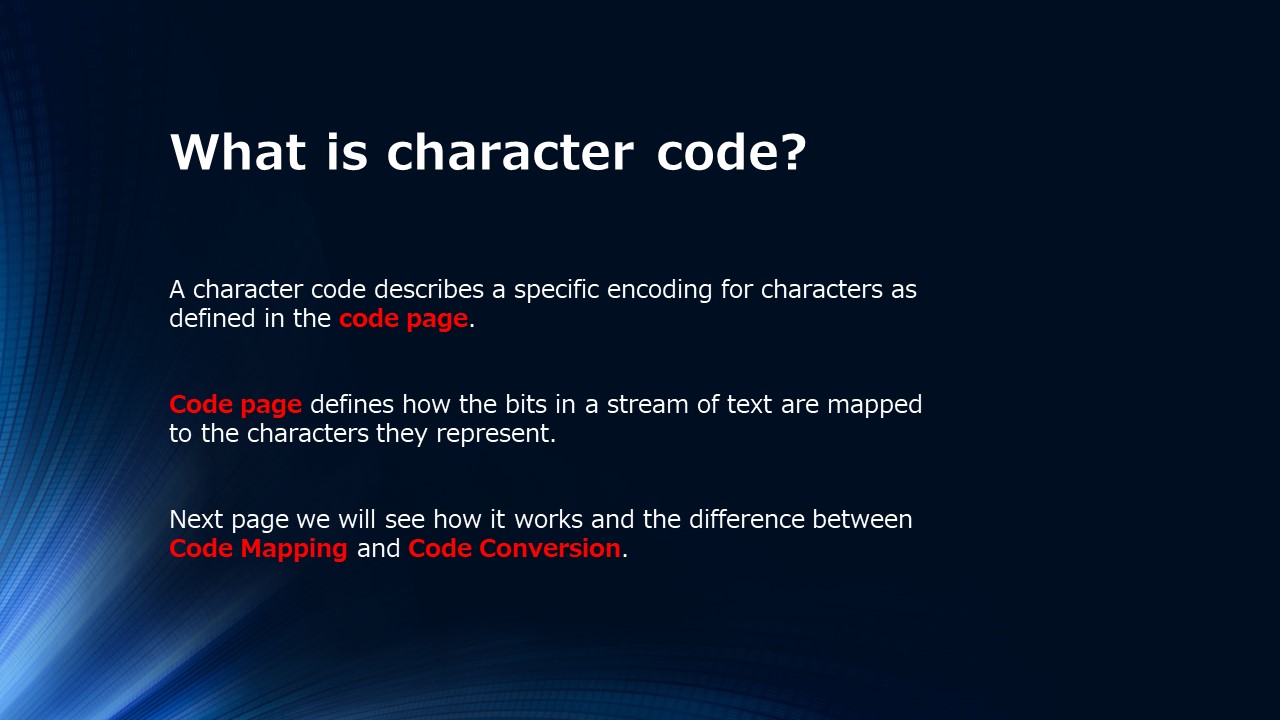 What is character code?
A character code describes a specific encoding for characters as
defined in the code page.
Code page defines how the bits in a stream of text are mapped
to the characters they represent.
Next page we will see how it works and the difference between
Code Mapping and Code Conversion.